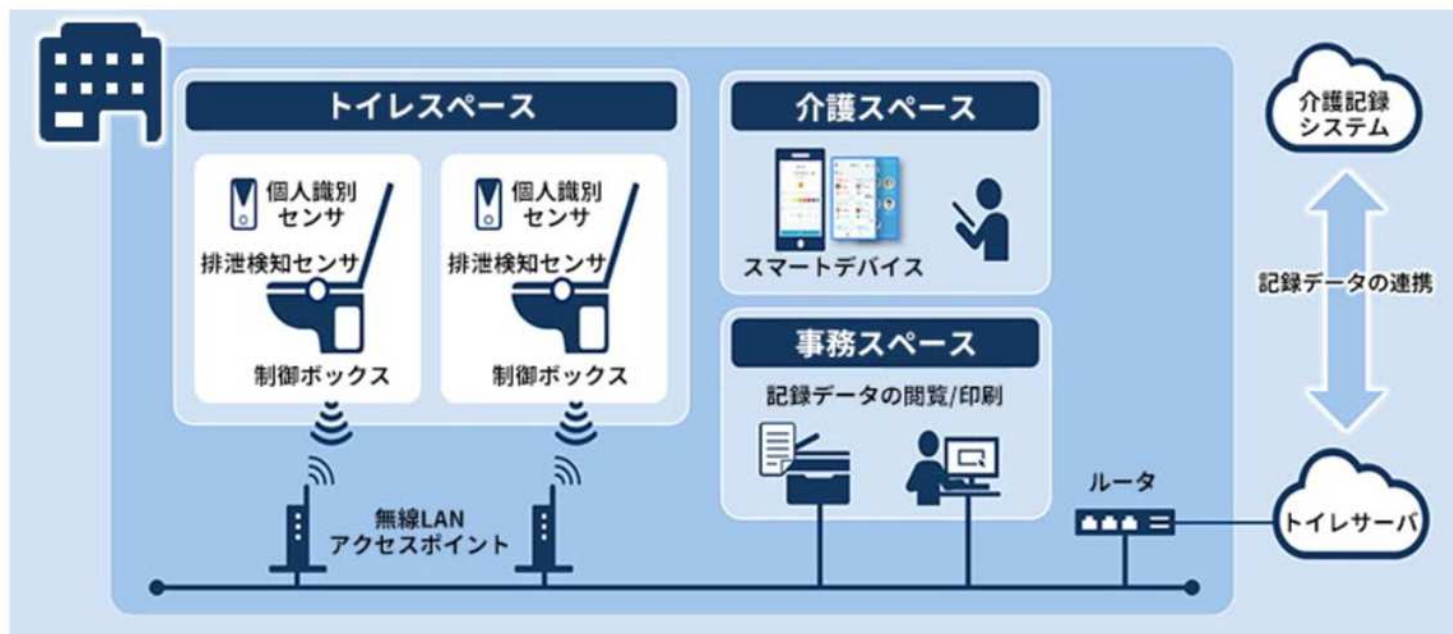 トイレスペース
個人識別
センサ
排泄検知センサ
制御ボックス
個人識別
センサ
排泄検知センサ
制御ボックス
無線LAN
アクセスポイント
介護スペース
スマートデバイス
事務スペース
記録データの閲覧/印刷
ルータ
介護記録
システム
記録データの連携
トイレサーバ